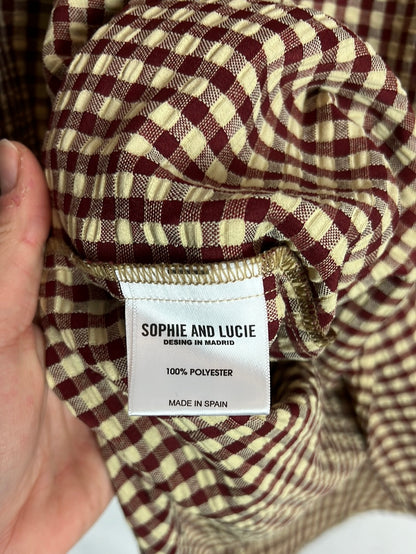 SOPHIE AND LUCIE
DESING IN MADRID
100% POLYESTER
MADE IN SPAIN